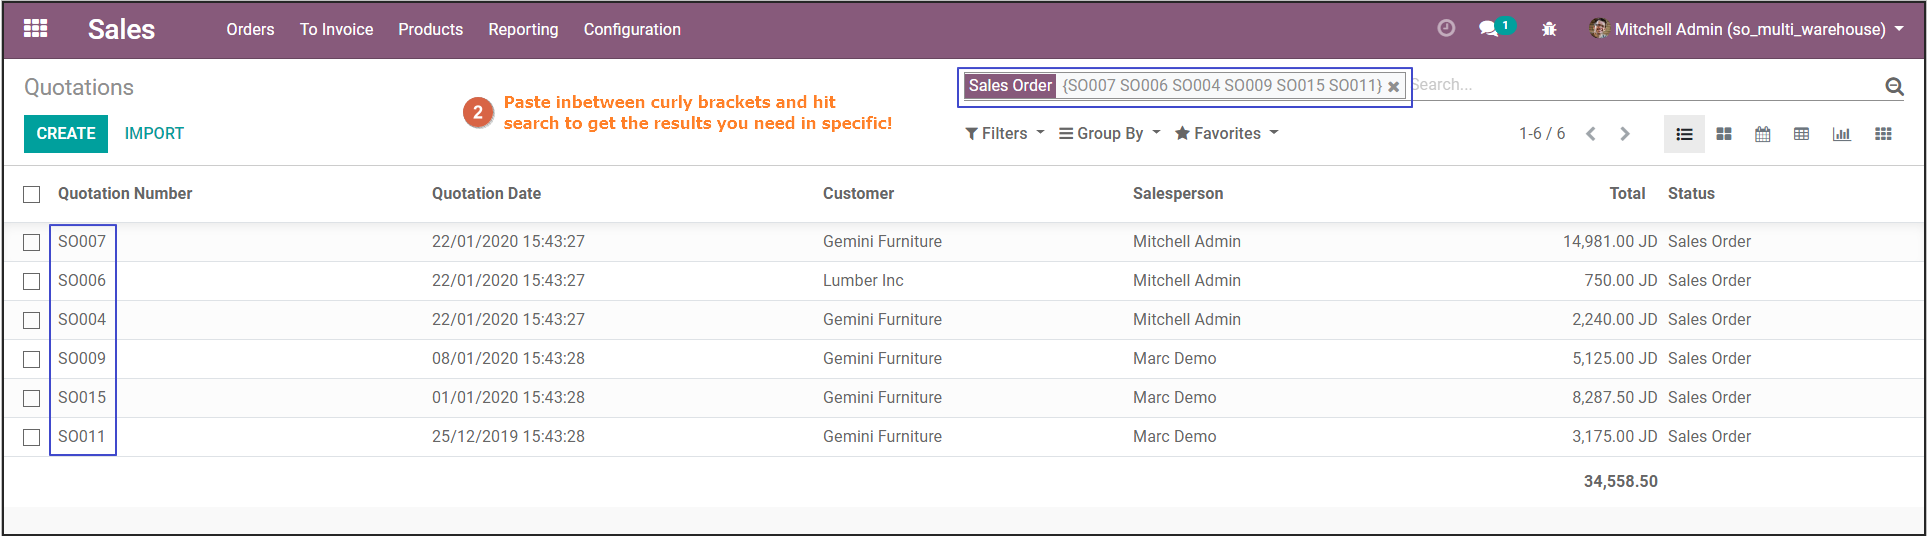 Sales Orders To Invoice Products Reporting Configuration 1 Mitchell Admin (so_multi_warehouse)
Quotations
Sales Order {SO007 SO006 SO004 SO009 SO015 SO011} Search...
2 Paste inbetween curly brackets and hit
search to get the results you need in specific!
CREATE IMPORT
Filters Group By Favorites 1-6 / 6
Quotation Number Quotation Date Customer Salesperson Total Status
SO007 22/01/2020 15:43:27 Gemini Furniture Mitchell Admin 14,981.00 JD Sales Order
SO006 22/01/2020 15:43:27 Lumber Inc Mitchell Admin 750.00 JD Sales Order
SO004 22/01/2020 15:43:27 Gemini Furniture Mitchell Admin 2,240.00 JD Sales Order
SO009 08/01/2020 15:43:28 Gemini Furniture Marc Demo 5,125.00 JD Sales Order
SO015 01/01/2020 15:43:28 Gemini Furniture Marc Demo 8,287.50 JD Sales Order
SO011 25/12/2019 15:43:28 Gemini Furniture Marc Demo 3,175.00 JD Sales Order
34,558.50